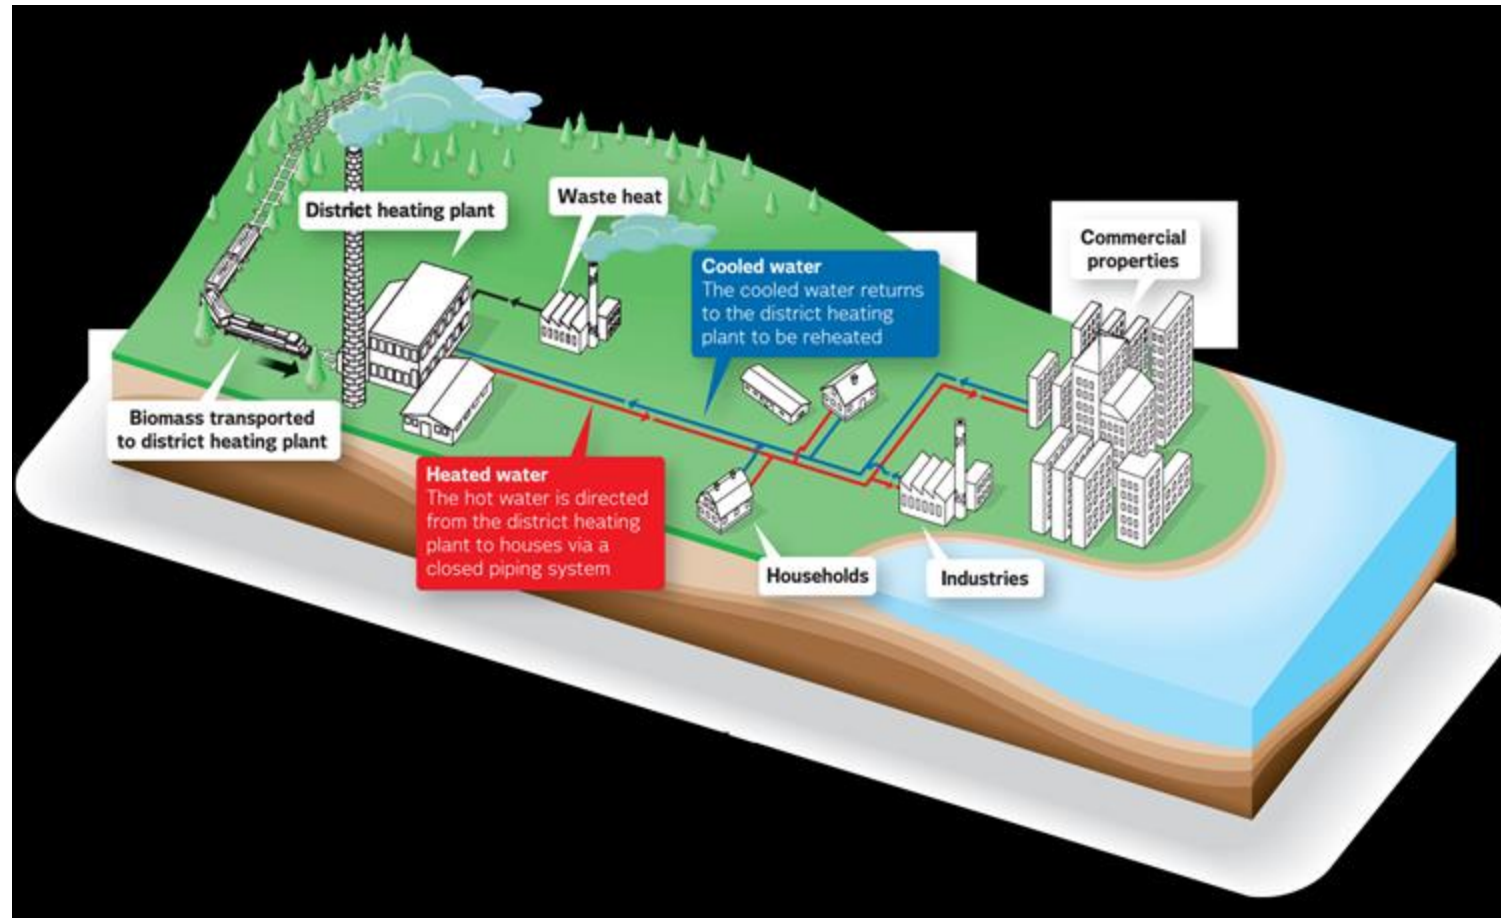 District heating plant
Waste heat
Cooled water
The cooled water returns
to the district heating
plant to be reheated
Commercial
properties
Biomass transported
to district heating plant
Heated water
The hot water is directed
from the district heating
plant to houses via a
closed piping system
Households
Industries